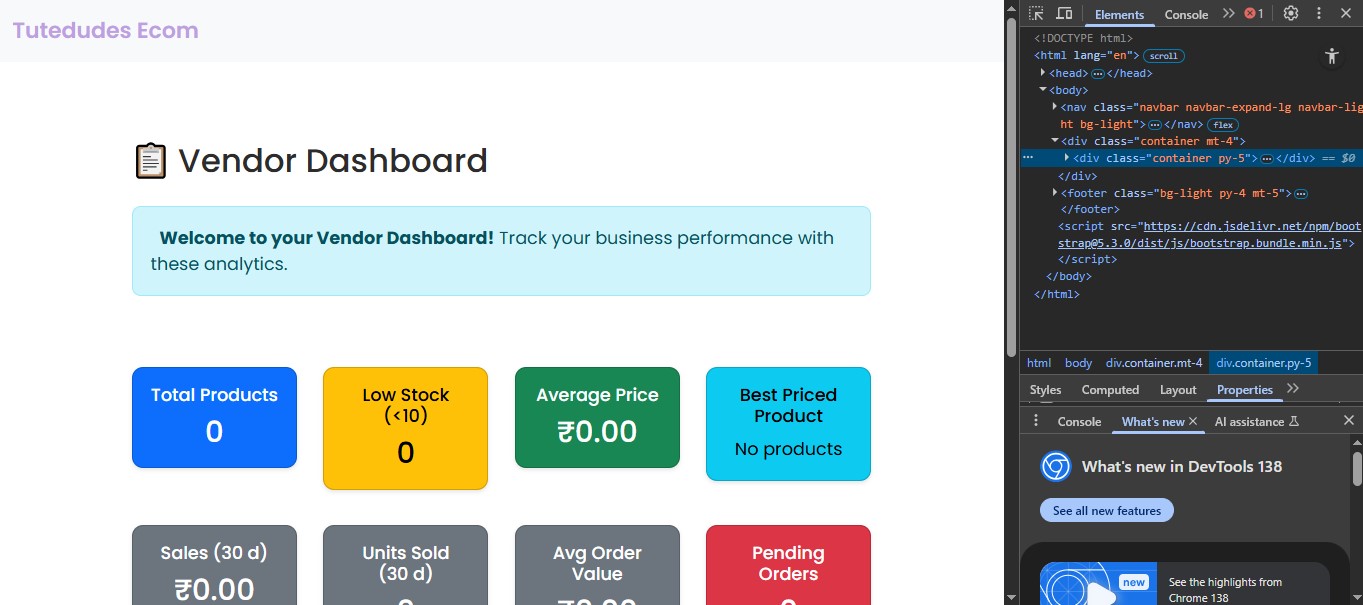 Tutedudes Ecom
Vendor Dashboard
Welcome to your Vendor Dashboard! Track your business performance with
these analytics.
Total Products
0
Low Stock
(<10)
0
Average Price
₹0.00
Best Priced
Product
No products
Sales (30 d)
₹0.00
Units Sold
(30 d)
Avg Order
Value
Pending
Orders
Elements
Console
1
<!DOCTYPE html>
<html lang="en"> scroll
<head> … </head>
<body>
<nav class="navbar navbar-expand-lg navbar-lig
ht bg-light"> … </nav> flex
<div class="container mt-4">
<div class="container py-5"> … </div> == $0
</div>
<footer class="bg-light py-4 mt-5"> …
</footer>
<script src="https://cdn.jsdelivr.net/npm/boot
strap@5.3.0/dist/js/bootstrap.bundle.min.js">
</script>
</body>
</html>
html body div.container.mt-4 div.container.py-5
Styles Computed Layout Properties
Console What's new AI assistance
What's new in DevTools 138
See all new features
new
See the highlights from
Chrome 138